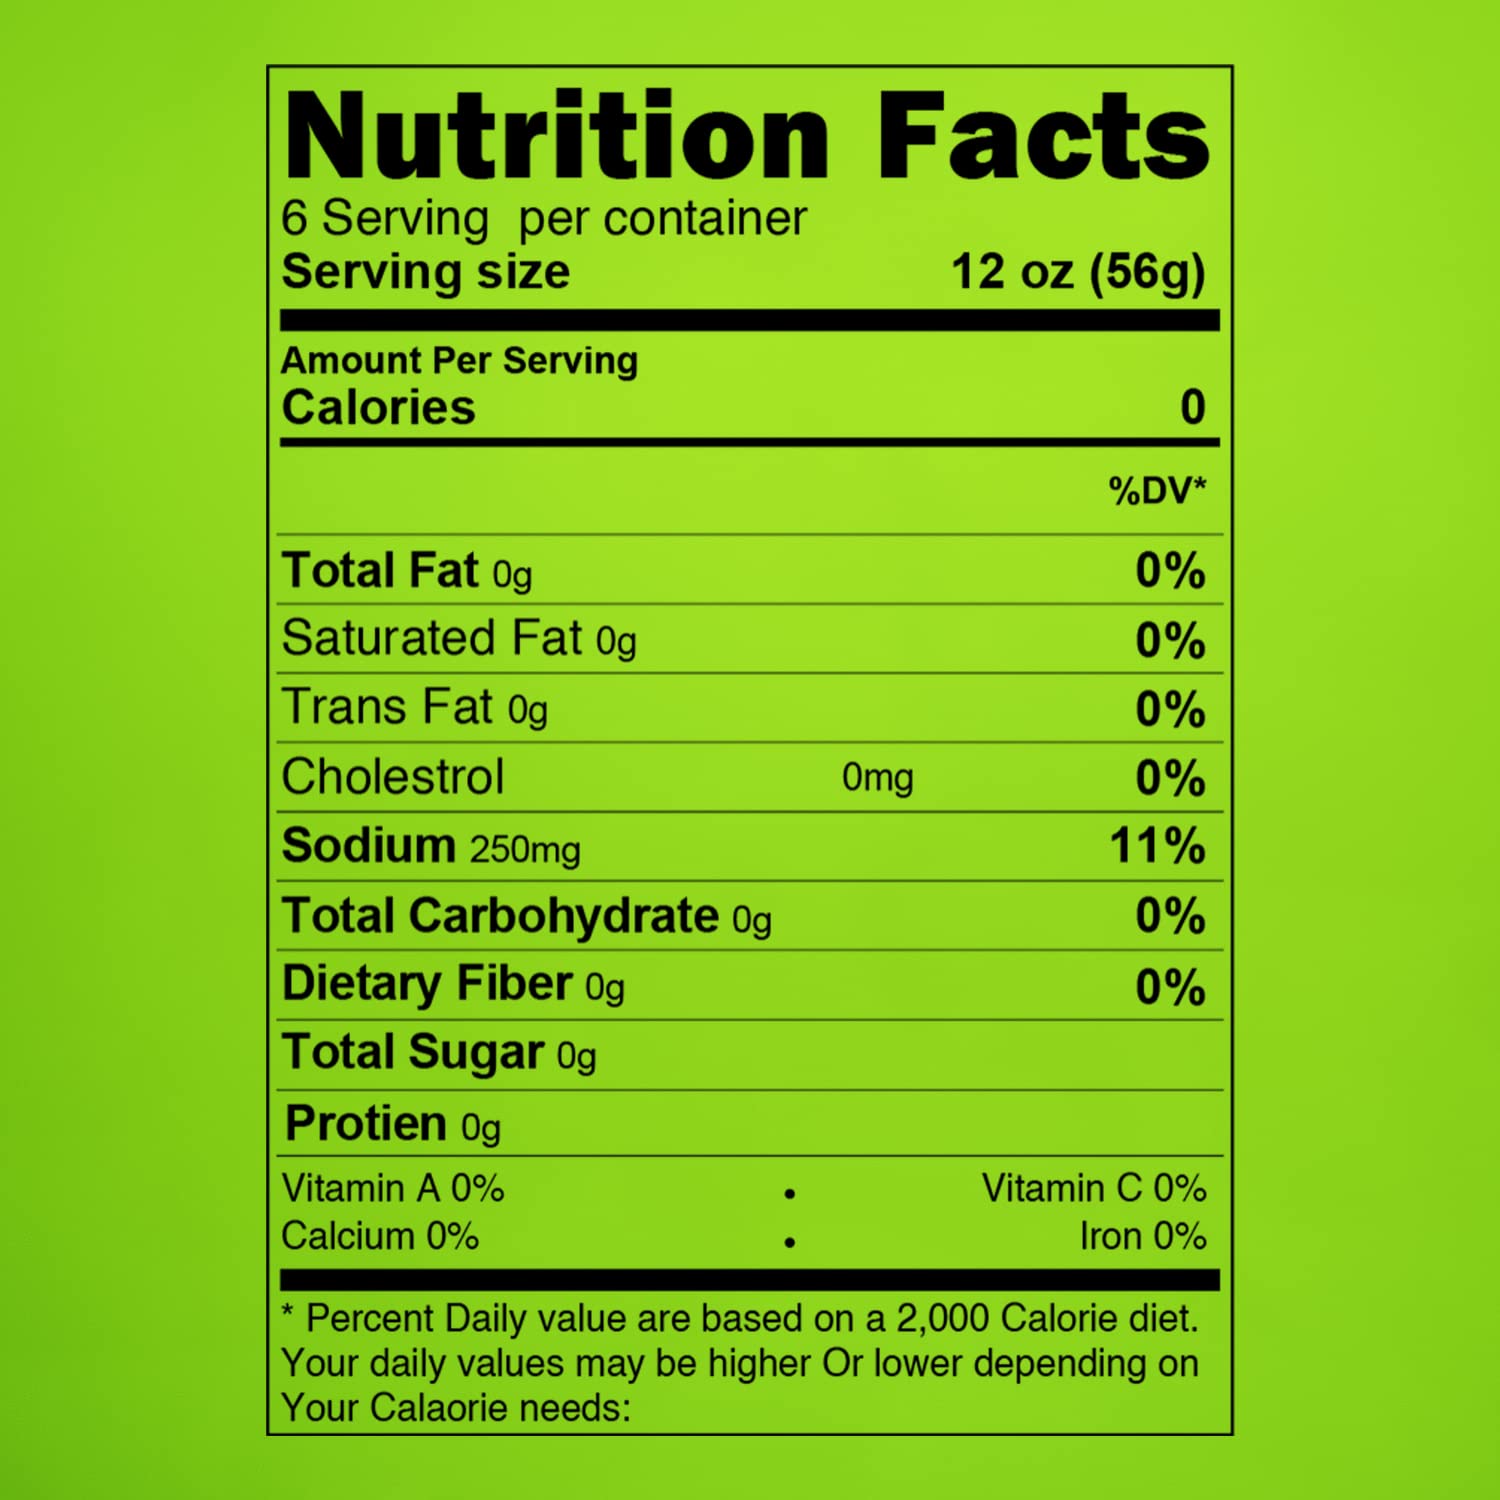 Nutrition Facts
6 Serving per container
Serving size 12 oz (56g)
Amount Per Serving
Calories 0
%DV*
Total Fat 0g 0%
Saturated Fat 0g 0%
Trans Fat 0g 0%
Cholestrol 0mg 0%
Sodium 250mg 11%
Total Carbohydrate 0g 0%
Dietary Fiber 0g 0%
Total Sugar 0g
Protien 0g
Vitamin A 0% • Vitamin C 0%
Calcium 0% • Iron 0%
* Percent Daily value are based on a 2,000 Calorie diet.
Your daily values may be higher Or lower depending on
Your Calaorie needs: